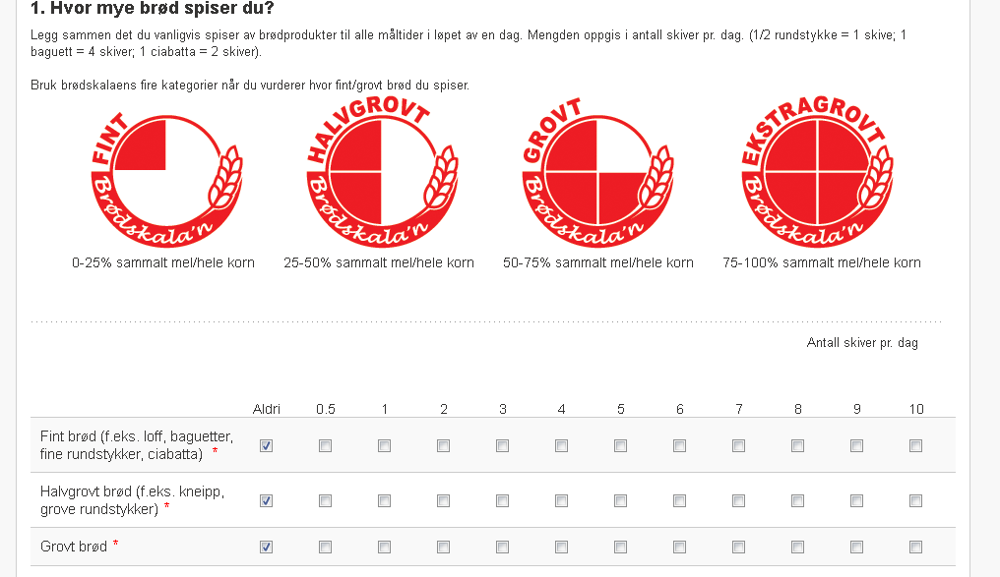 1. Hvor mye brød spiser du?
Legg sammen det du vanligvis spiser av brødprodukter til alle måltider i løpet av en dag. Mengden oppgis i antall skiver pr. dag. (1/2 rundstykke = 1 skive; 1
baguett = 4 skiver; 1 ciabatta = 2 skiver).
Bruk brødskalaens fire kategorier når du vurderer hvor fint/grovt brød du spiser.
FINT HALVGROVT GROVT EKSTRAGROVT
Brødskala'n Brødskala'n Brødskala'n Brødskala'n
0-25% sammalt mel/hele korn 25-50% sammalt mel/hele korn 50-75% sammalt mel/hele korn 75-100% sammalt mel/hele korn
Antall skiver pr. dag
Aldri 0.5 1 2 3 4 5 6 7 8 9 10
Fint brød (f.eks. loff, baguetter,
fine rundstykker, ciabatta) *
Halvgrovt brød (f.eks. kneipp,
grove rundstykker) *
Grovt brød *